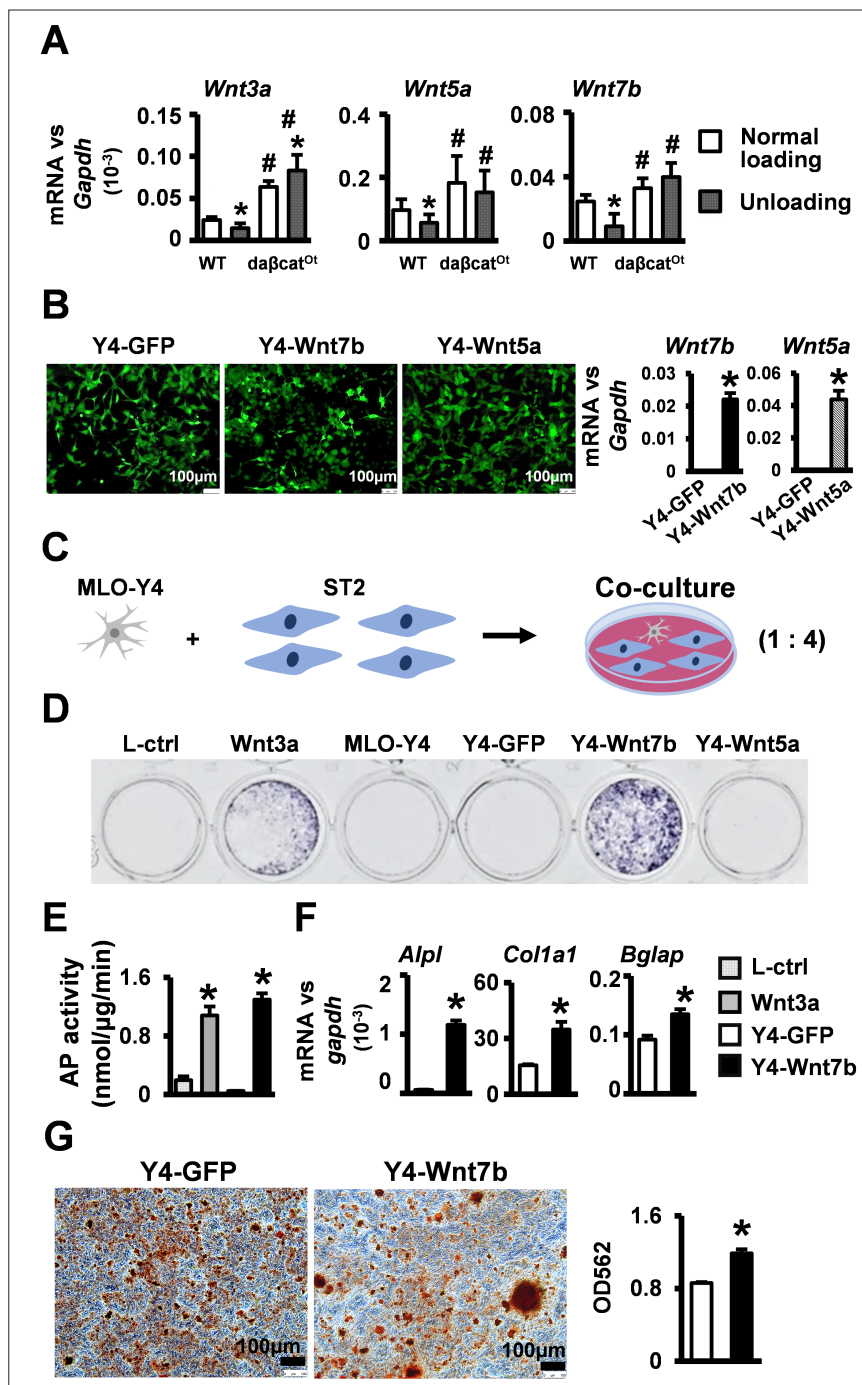 A
Wnt3a
Wnt5a
Wnt7b
mRNA vs
Gapdh
(10⁻³)
0.15
0.10
0.05
0
0.4
0.2
0
0.08
0.04
0
#
#
*
*
#
#
*
#
#
*
Normal
loading
Unloading
WT
daβcatᴼᵗ
WT
daβcatᴼᵗ
WT
daβcatᴼᵗ
B
Y4-GFP
Y4-Wnt7b
Y4-Wnt5a
100µm
100µm
100µm
mRNA vs
Gapdh
Wnt7b
0.03
0.02
0.01
0
*
Y4-GFP
Y4-Wnt7b
Wnt5a
0.06
0.04
0.02
0
*
Y4-GFP
Y4-Wnt5a
C
MLO-Y4
+
ST2
Co-culture
(1 : 4)
D
L-ctrl
Wnt3a
MLO-Y4
Y4-GFP
Y4-Wnt7b
Y4-Wnt5a
E
AP activity
(nmol/µg/min)
1.6
0.8
0
*
*
F
mRNA vs
gapdh
(10⁻³)
Alpl
2
1
0
*
Col1a1
60
30
0
*
Bglap
0.2
0.1
0
*
L-ctrl
Wnt3a
Y4-GFP
Y4-Wnt7b
G
Y4-GFP
Y4-Wnt7b
100µm
100µm
OD562
1.6
0.8
0
*